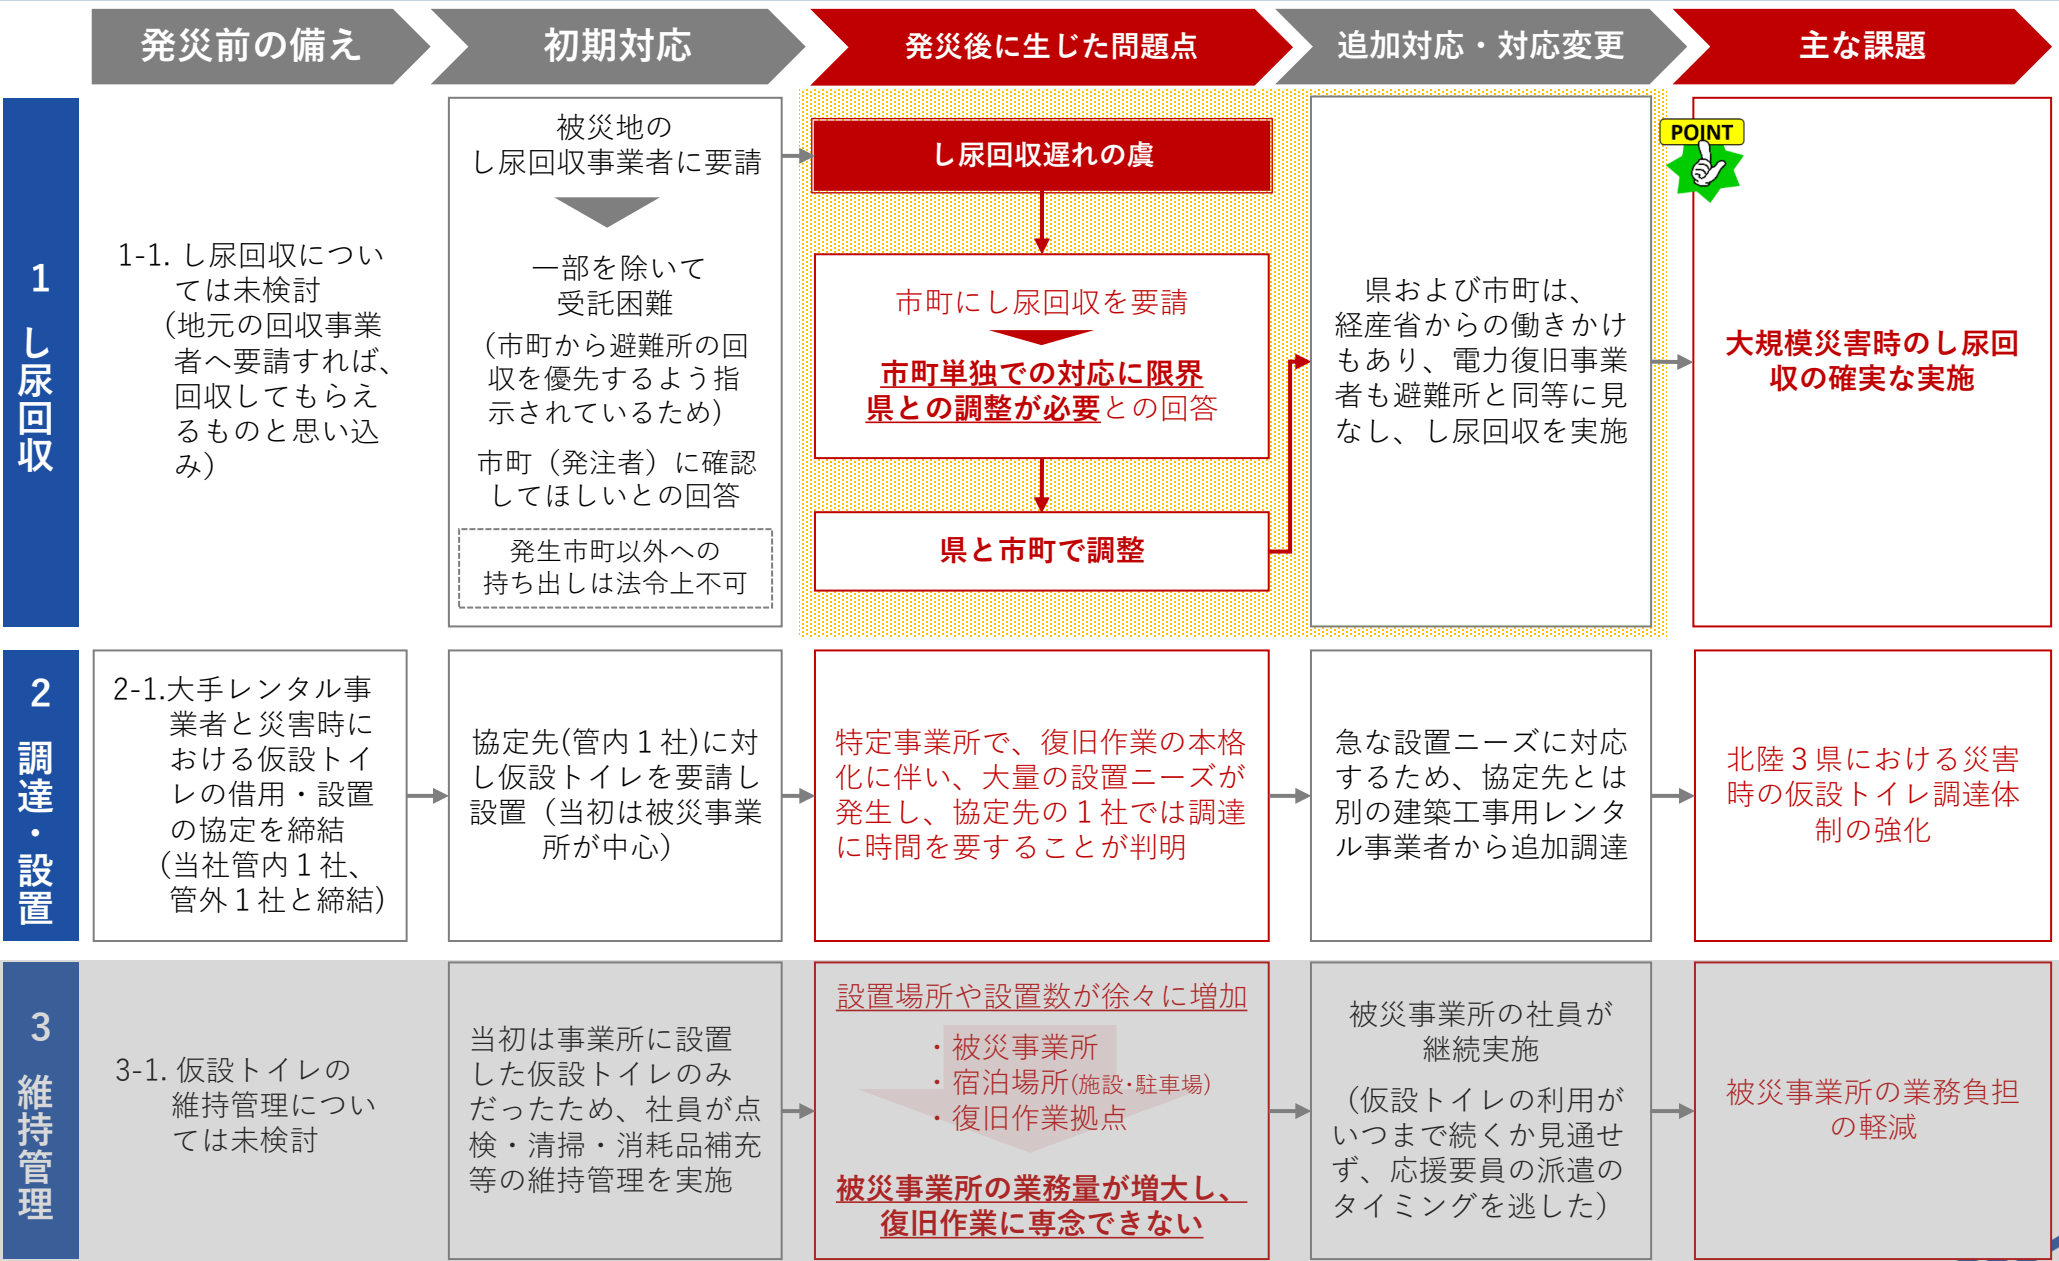 発災前の備え
初期対応
発災後に生じた問題点
追加対応・対応変更
主な課題
1 し尿回収
1-1. し尿回収につい
ては未検討
(地元の回収事業
者へ要請すれば、
回収してもらえ
るものと思い込
み)
被災地の
し尿回収事業者に要請
一部を除いて
受託困難
(市町から避難所の回
収を優先するよう指
示されているため)
市町（発注者）に確認
してほしいとの回答
発生市町以外への
持ち出しは法令上不可
し尿回収遅れの虞
市町にし尿回収を要請
市町単独での対応に限界
県との調整が必要との回答
県と市町で調整
県および市町は、
経産省からの働きかけ
もあり、電力復旧事業
者も避難所と同等に見
なし、し尿回収を実施
POINT
大規模災害時のし尿回
収の確実な実施
2 調達・設置
2-1.大手レンタル事
業者と災害時に
おける仮設トイ
レの借用・設置
の協定を締結
(当社管内１社、
管外１社と締結)
協定先(管内１社)に対
し仮設トイレを要請し
設置（当初は被災事業
所が中心）
特定事業所で、復旧作業の本格
化に伴い、大量の設置ニーズが
発生し、協定先の１社では調達
に時間を要することが判明
急な設置ニーズに対応
するため、協定先とは
別の建築工事用レンタ
ル事業者から追加調達
北陸３県における災害
時の仮設トイレ調達体
制の強化
3 維持管理
3-1. 仮設トイレの
維持管理につい
ては未検討
当初は事業所に設置
した仮設トイレのみ
だったため、社員が点
検・清掃・消耗品補充
等の維持管理を実施
設置場所や設置数が徐々に増加
・被災事業所
・宿泊場所(施設･駐車場)
・復旧作業拠点
被災事業所の業務量が増大し、
復旧作業に専念できない
被災事業所の社員が
継続実施
（仮設トイレの利用が
いつまで続くか見通せ
ず、応援要員の派遣の
タイミングを逃した）
被災事業所の業務負担
の軽減